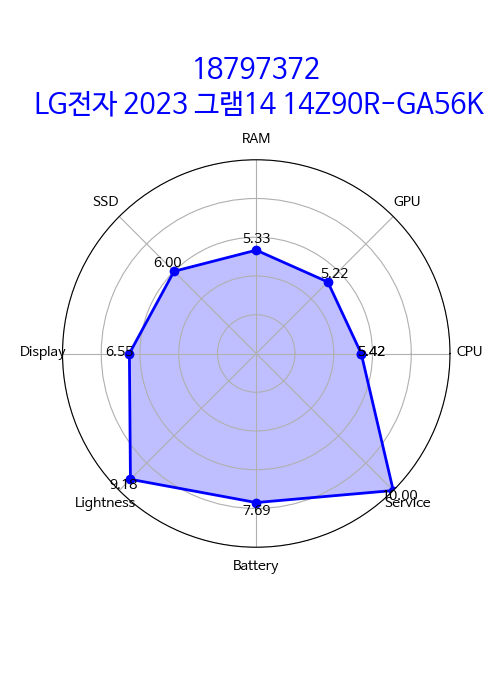 18797372
LG전자 2023 그램14 14Z90R-GA56K
RAM
SSD
GPU
5.33
6.00
5.22
Display
6.55
5.42
CPU
9.18
10.00
Lightness
7.69
Service
Battery